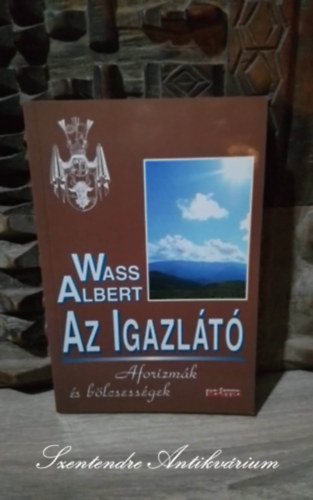 WASS
ALBERT
AZ IGAZLÁTÓ
Aforizmák
és bölcsességek
Szentendre Antikvárium